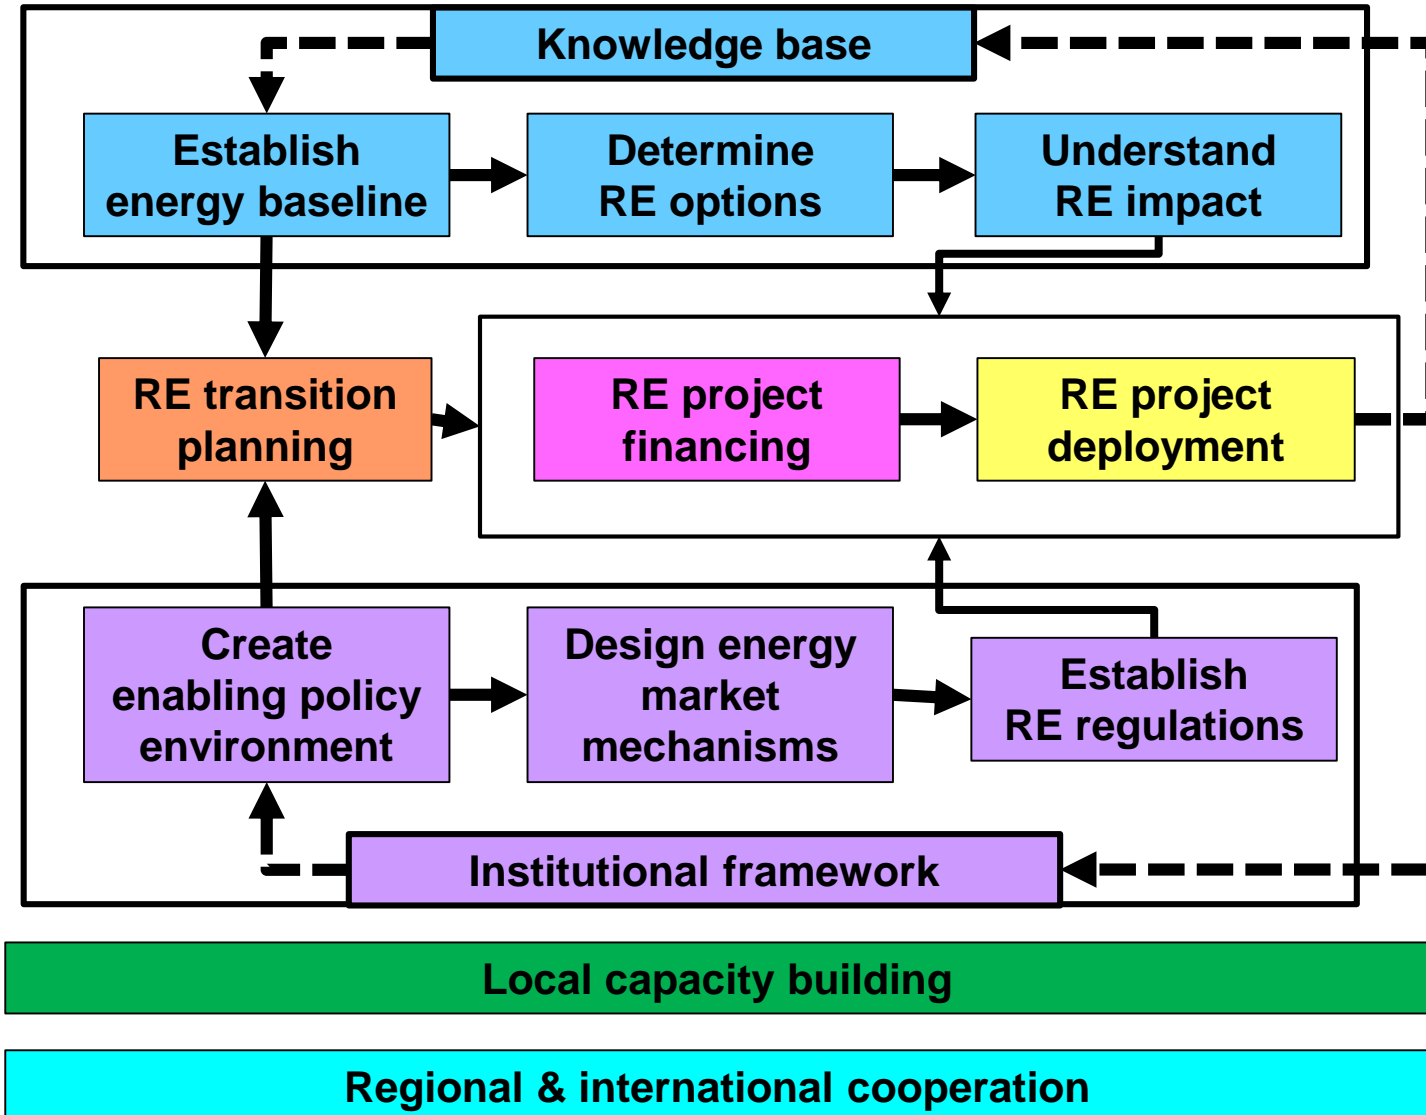 Knowledge base
Establish
energy baseline
Determine
RE options
Understand
RE impact
RE transition
planning
RE project
financing
RE project
deployment
Create
enabling policy
environment
Design energy
market
mechanisms
Establish
RE regulations
Institutional framework
Local capacity building
Regional & international cooperation